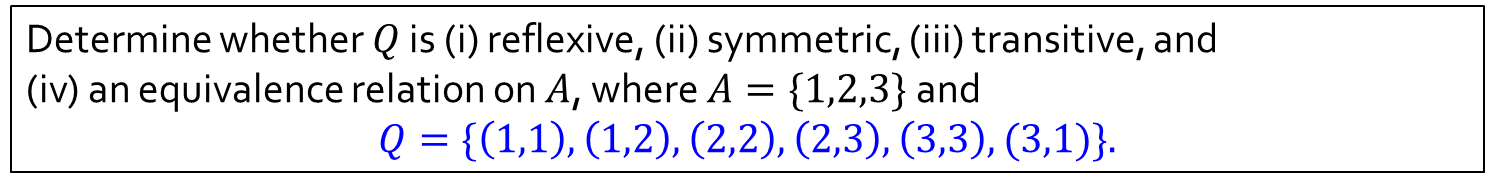 Determine whether 𝑄 is (i) reflexive, (ii) symmetric, (iii) transitive, and
(iv) an equivalence relation on 𝐴, where 𝐴 = {1,2,3} and
𝑄 = {(1,1), (1,2), (2,2), (2,3), (3,3), (3,1)}.